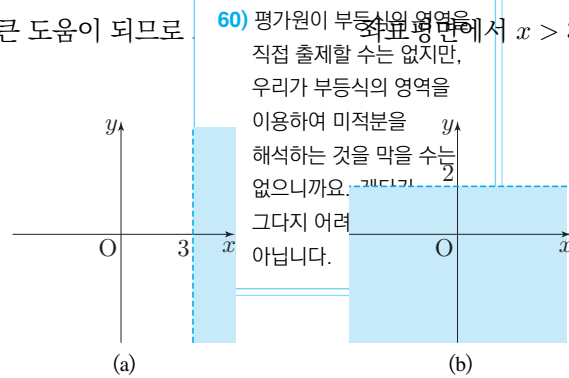 큰 도움이 되므로
60) 평가원이 부등식의 영역을
직접 출제할 수는 없지만,
우리가 부등식의 영역을
이용하여 미적분을
해석하는 것을 막을 수는
없으니까요.
그다지 어려
아닙니다.
좌표평면에서 x >
y
O
3
x
(a)
y
2
O
x
(b)